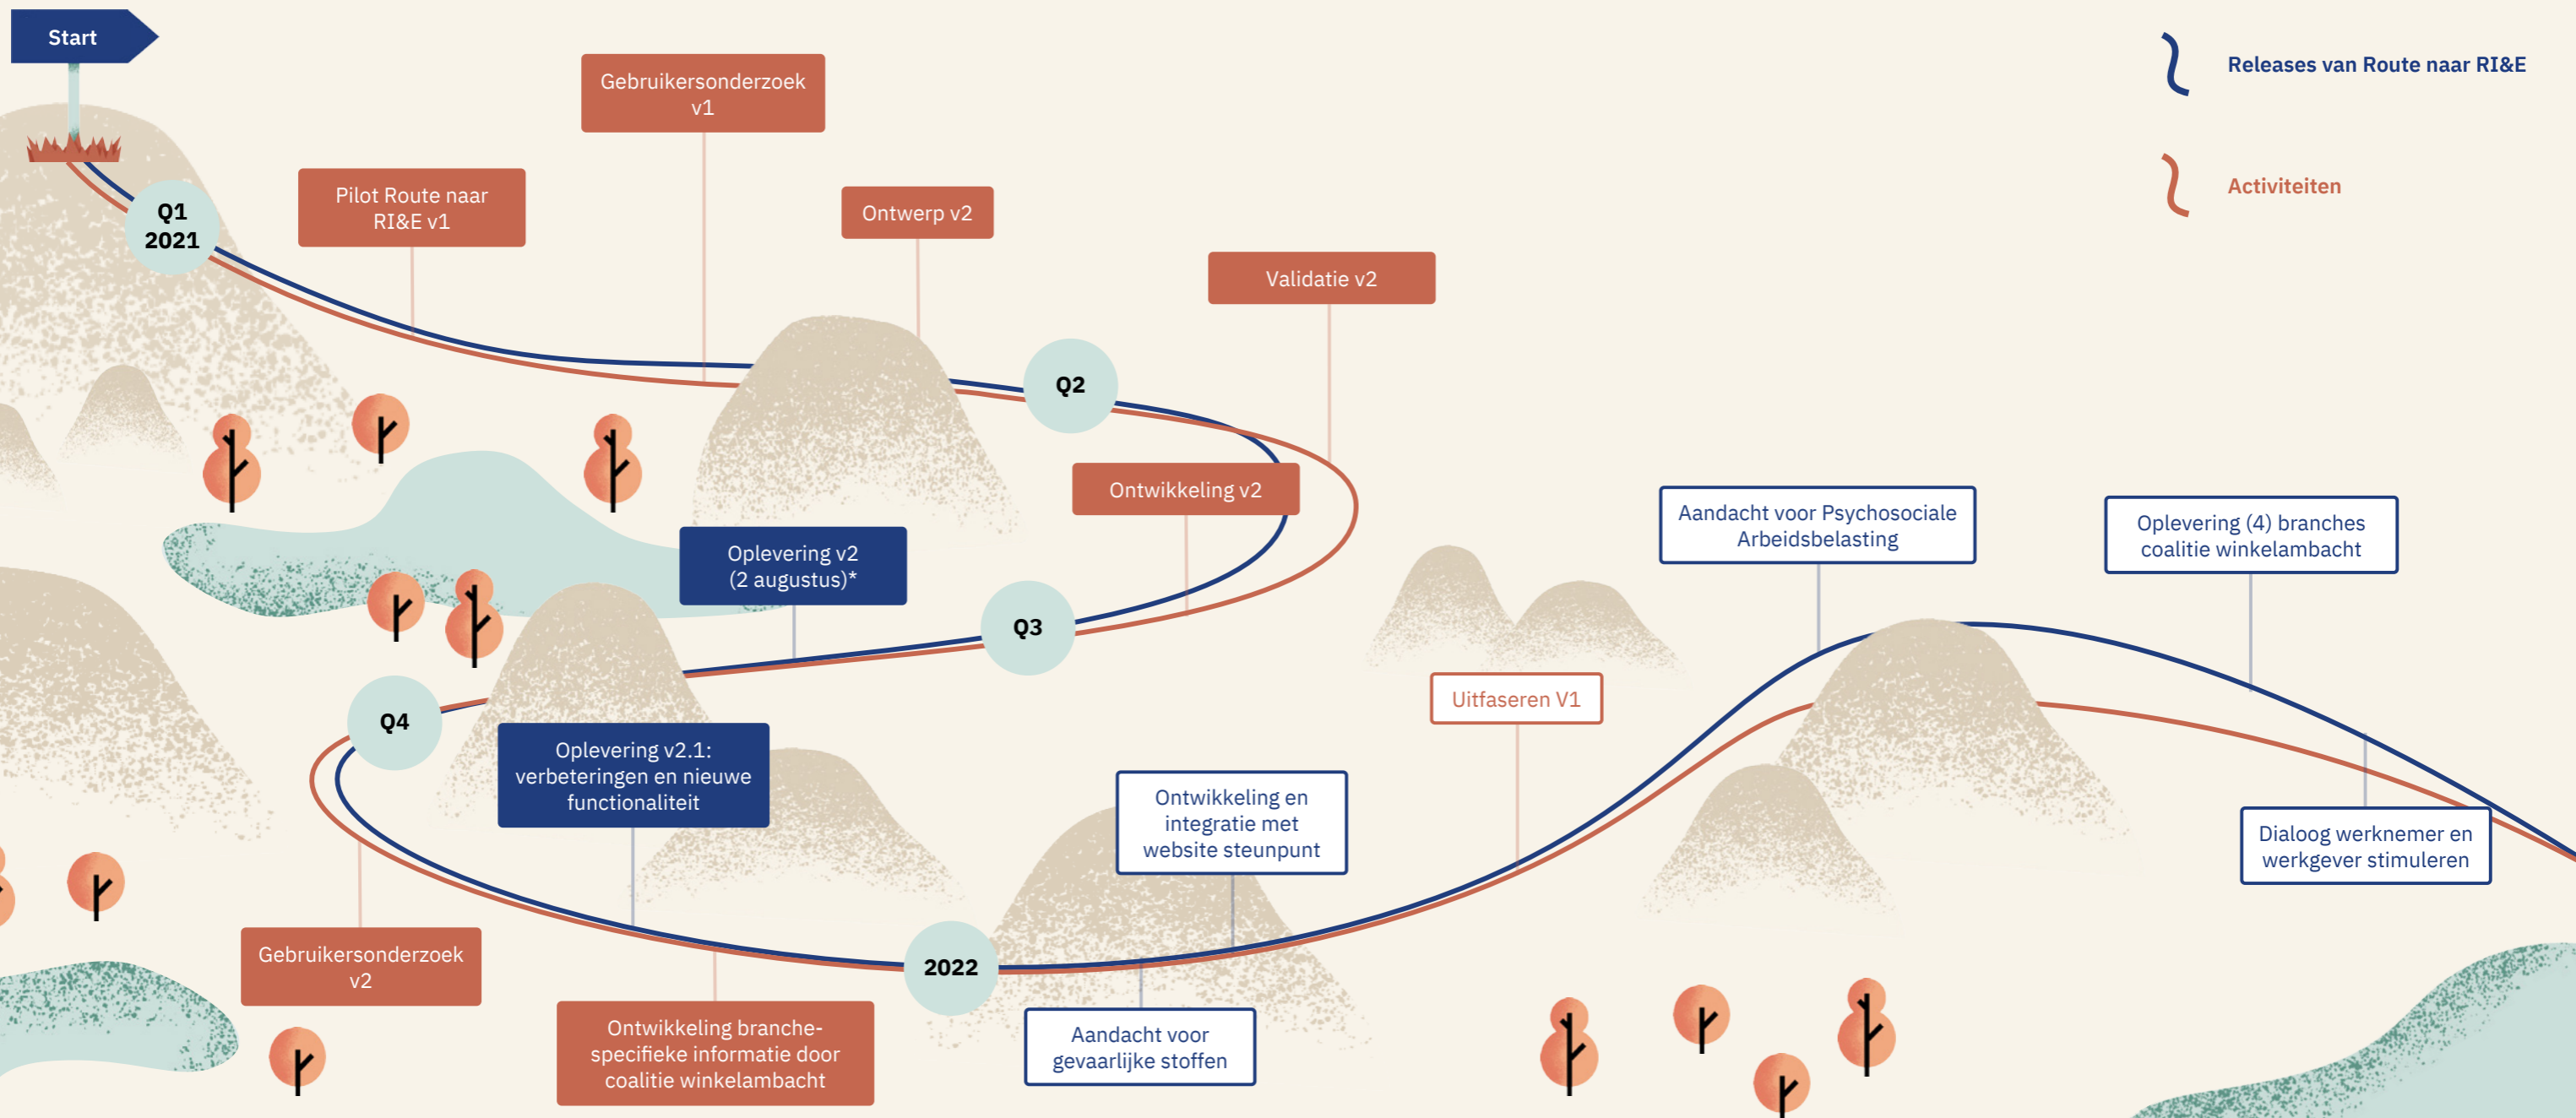 Start
Releases van Route naar RI&E
Activiteiten
Q1
2021
Pilot Route naar
RI&E v1
Gebruikersonderzoek
v1
Ontwerp v2
Q2
Validatie v2
Ontwikkeling v2
Q3
Oplevering v2
(2 augustus)*
Q4
Gebruikersonderzoek
v2
Oplevering v2.1:
verbeteringen en nieuwe
functionaliteit
Ontwikkeling branche-
specifieke informatie door
coalitie winkelambacht
2022
Aandacht voor
gevaarlijke stoffen
Ontwikkeling en
integratie met
website steunpunt
Uitfaseren V1
Aandacht voor Psychosociale
Arbeidsbelasting
Oplevering (4) branches
coalitie winkelambacht
Dialoog werknemer en
werkgever stimuleren